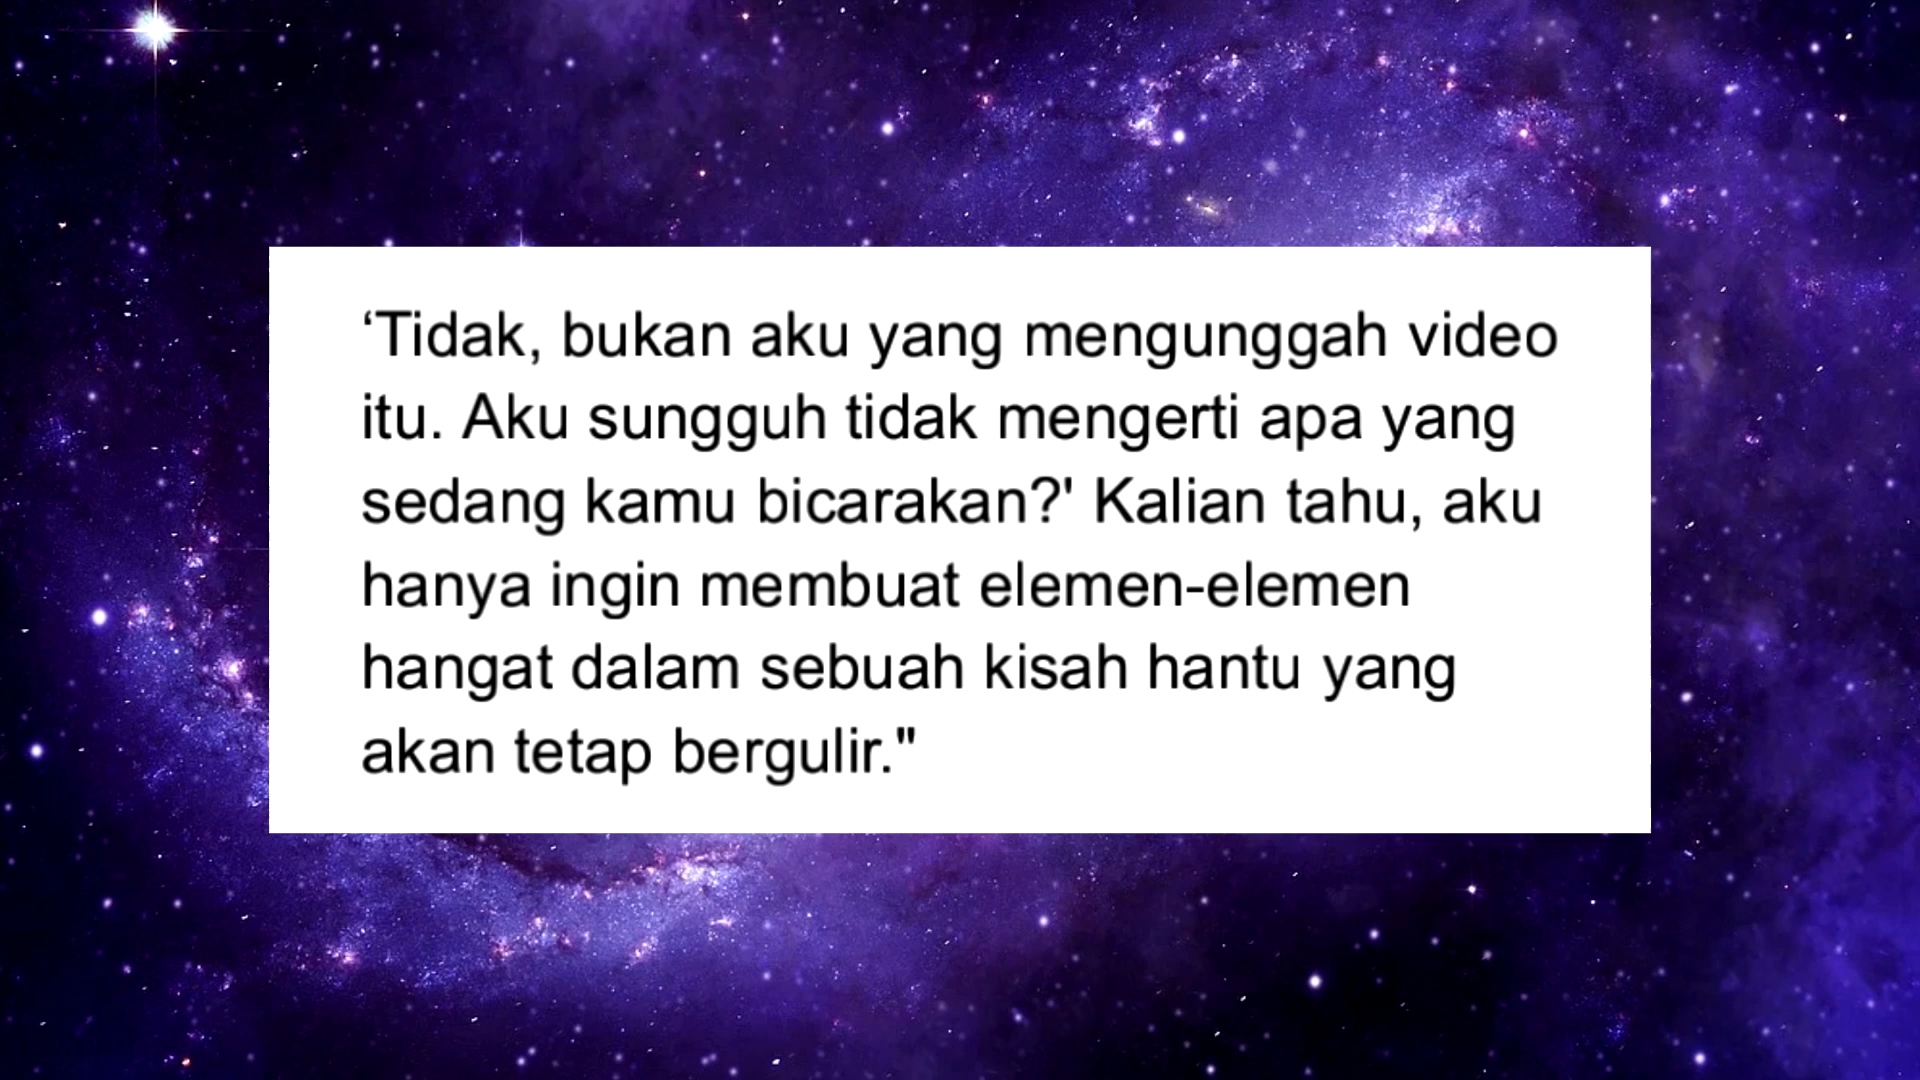 ‘Tidak, bukan aku yang mengunggah video
itu. Aku sungguh tidak mengerti apa yang
sedang kamu bicarakan?' Kalian tahu, aku
hanya ingin membuat elemen-elemen
hangat dalam sebuah kisah hantu yang
akan tetap bergulir."